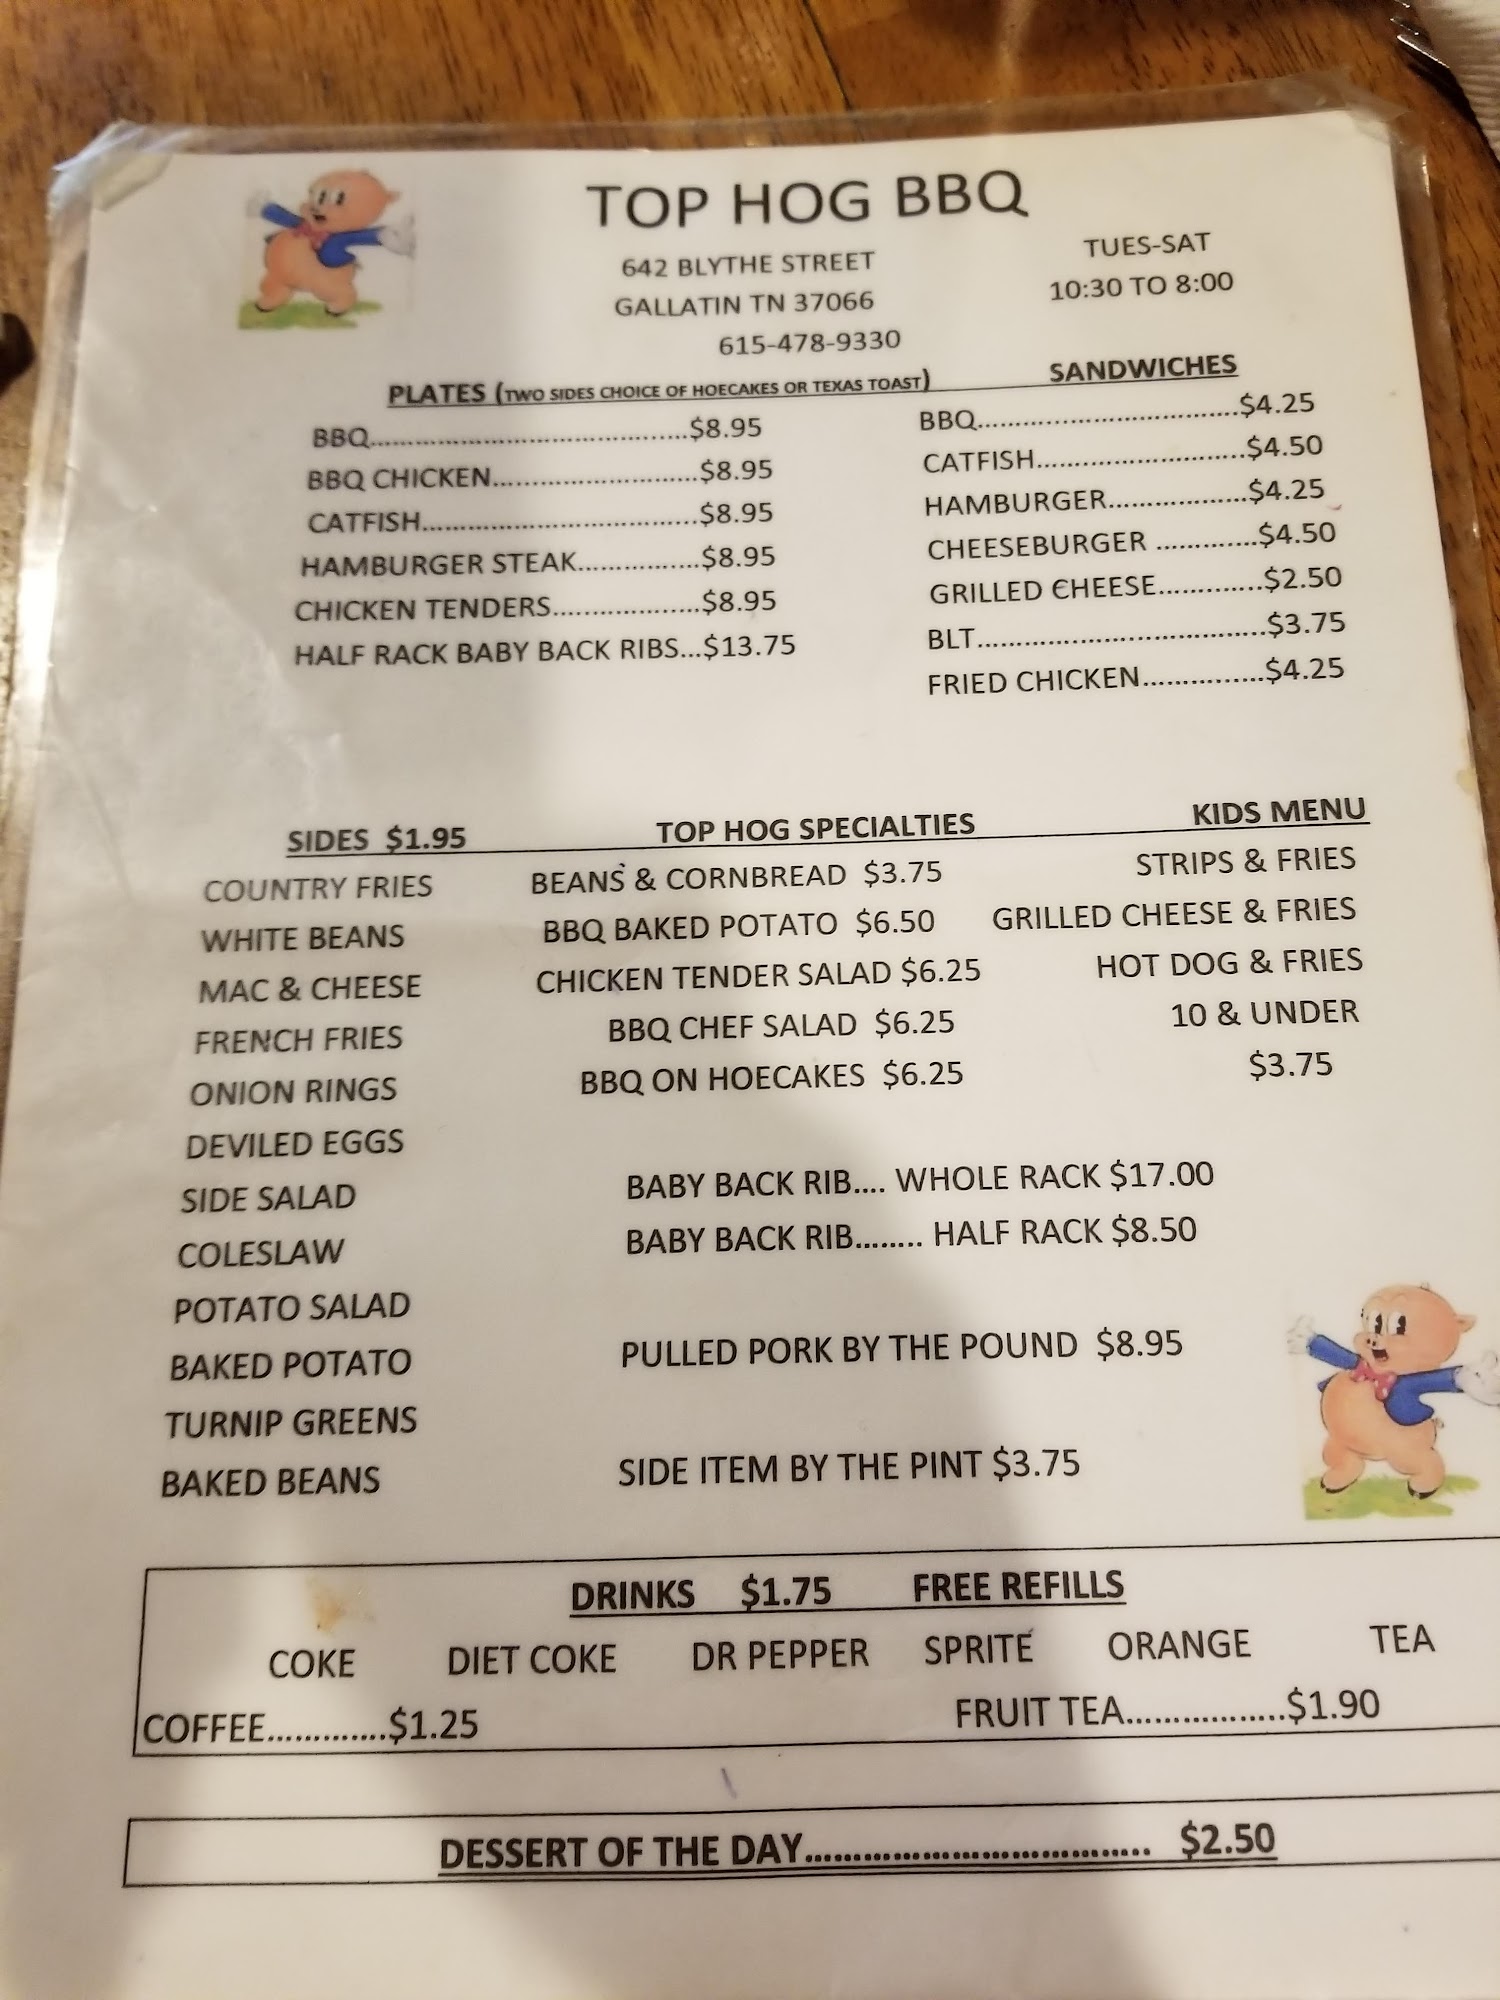 TOP HOG BBQ
642 BLYTHE STREET
GALLATIN TN 37066
615-478-9330
TUES-SAT
10:30 TO 8:00
PLATES (TWO SIDES CHOICE OF HOECAKES OR TEXAS TOAST)
BBQ...........................................$8.95
BBQ CHICKEN............................$8.95
CATFISH.....................................$8.95
HAMBURGER STEAK................$8.95
CHICKEN TENDERS....................$8.95
HALF RACK BABY BACK RIBS...$13.75
SANDWICHES
BBQ...................................$4.25
CATFISH............................$4.50
HAMBURGER...................$4.25
CHEESEBURGER ..............$4.50
GRILLED CHEESE..............$2.50
BLT.......................................$3.75
FRIED CHICKEN................$4.25
SIDES $1.95
COUNTRY FRIES
WHITE BEANS
MAC & CHEESE
FRENCH FRIES
ONION RINGS
DEVILED EGGS
SIDE SALAD
COLESLAW
POTATO SALAD
BAKED POTATO
TURNIP GREENS
BAKED BEANS
TOP HOG SPECIALTIES
BEANS & CORNBREAD $3.75
BBQ BAKED POTATO $6.50
CHICKEN TENDER SALAD $6.25
BBQ CHEF SALAD $6.25
BBQ ON HOECAKES $6.25
KIDS MENU
STRIPS & FRIES
GRILLED CHEESE & FRIES
HOT DOG & FRIES
10 & UNDER
$3.75
BABY BACK RIB.... WHOLE RACK $17.00
BABY BACK RIB........ HALF RACK $8.50
PULLED PORK BY THE POUND $8.95
SIDE ITEM BY THE PINT $3.75
DRINKS $1.75 FREE REFILLS
COKE DIET COKE DR PEPPER SPRITE ORANGE TEA
COFFEE.............$1.25 FRUIT TEA.................$1.90
DESSERT OF THE DAY.................................. $2.50